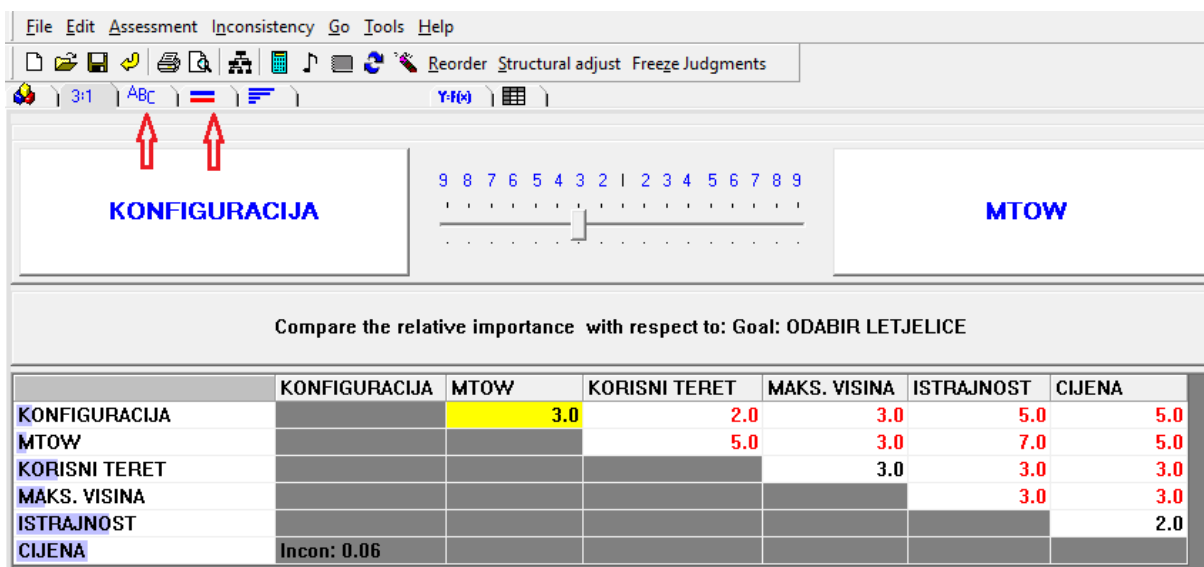 File Edit Assessment Inconsistency Go Tools Help
Reorder Structural adjust Freeze Judgments
3:1 ABC Y=F(x)
9 8 7 6 5 4 3 2 | 2 3 4 5 6 7 8 9
KONFIGURACIJA MTOW
Compare the relative importance with respect to: Goal: ODABIR LETJELICE
KONFIGURACIJA MTOW KORISNI TERET MAKS. VISINA ISTRAJNOST CIJENA
KONFIGURACIJA 3.0 2.0 3.0 5.0 5.0
MTOW 5.0 3.0 7.0 5.0
KORISNI TERET 3.0 3.0 3.0
MAKS. VISINA 3.0 3.0
ISTRAJNOST 2.0
CIJENA Incon: 0.06